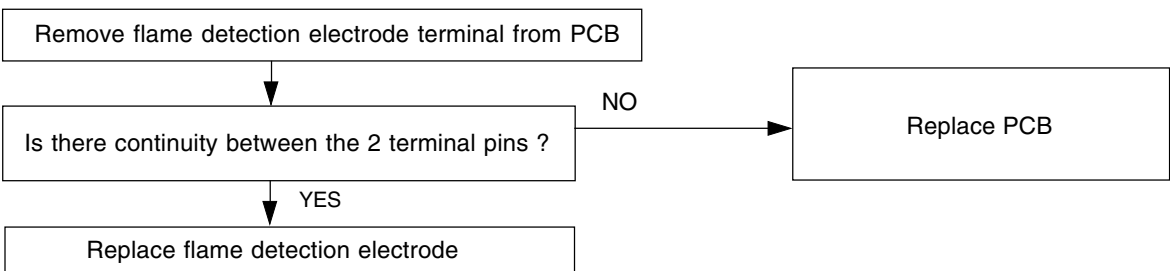 Remove flame detection electrode terminal from PCB
Is there continuity between the 2 terminal pins ?
NO
Replace PCB
YES
Replace flame detection electrode